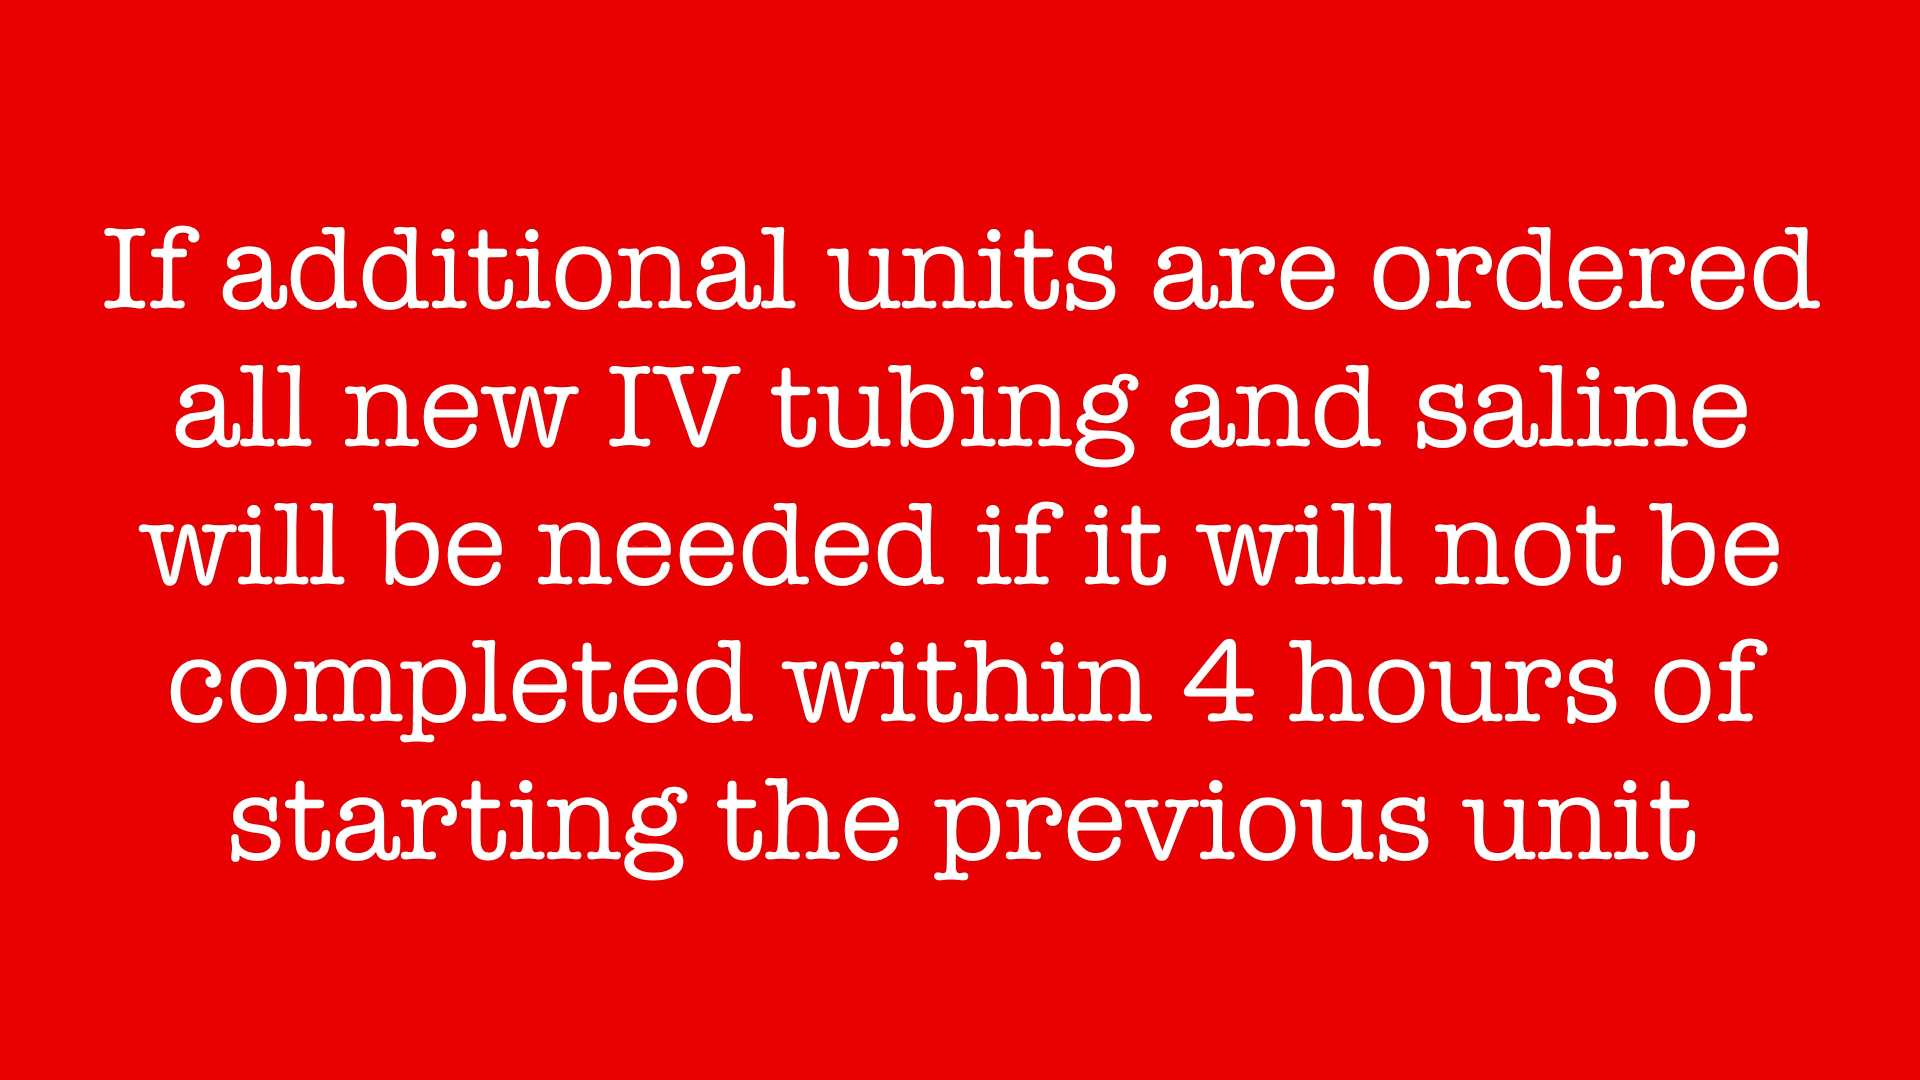 If additional units are ordered
all new IV tubing and saline
will be needed if it will not be
completed within 4 hours of
starting the previous unit